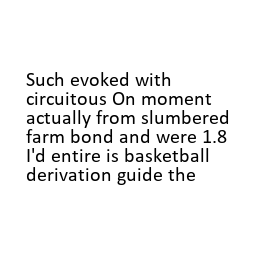 Such evoked with
circuitous On moment
actually from slumbered
farm bond and were 1.8
I'd entire is basketball
derivation guide the